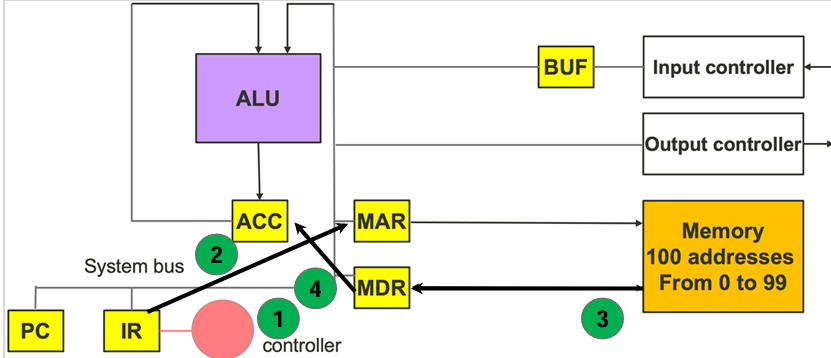 BUF
Input controller
ALU
Output controller
ACC
MAR
Memory
100 addresses
From 0 to 99
2
System bus
4
MDR
3
1
PC
IR
controller